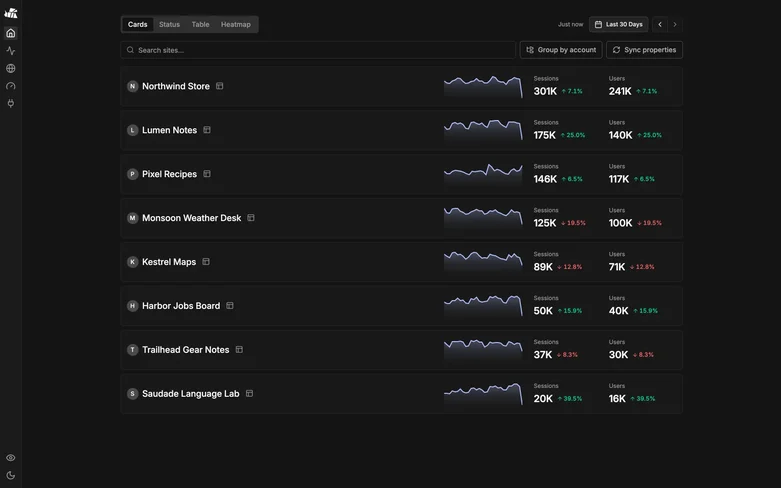 Cards Status Table Heatmap Just now Last 30 Days
Search sites... Group by account Sync properties
N Northwind Store Sessions 301K ↑ 7.1% Users 241K ↑ 7.1%
L Lumen Notes Sessions 175K ↑ 25.0% Users 140K ↑ 25.0%
P Pixel Recipes Sessions 146K ↑ 6.5% Users 117K ↑ 6.5%
M Monsoon Weather Desk Sessions 125K ↓ 19.5% Users 100K ↓ 19.5%
K Kestrel Maps Sessions 89K ↓ 12.8% Users 71K ↓ 12.8%
H Harbor Jobs Board Sessions 50K ↑ 15.9% Users 40K ↑ 15.9%
T Trailhead Gear Notes Sessions 37K ↓ 8.3% Users 30K ↓ 8.3%
S Saudade Language Lab Sessions 20K ↑ 39.5% Users 16K ↑ 39.5%